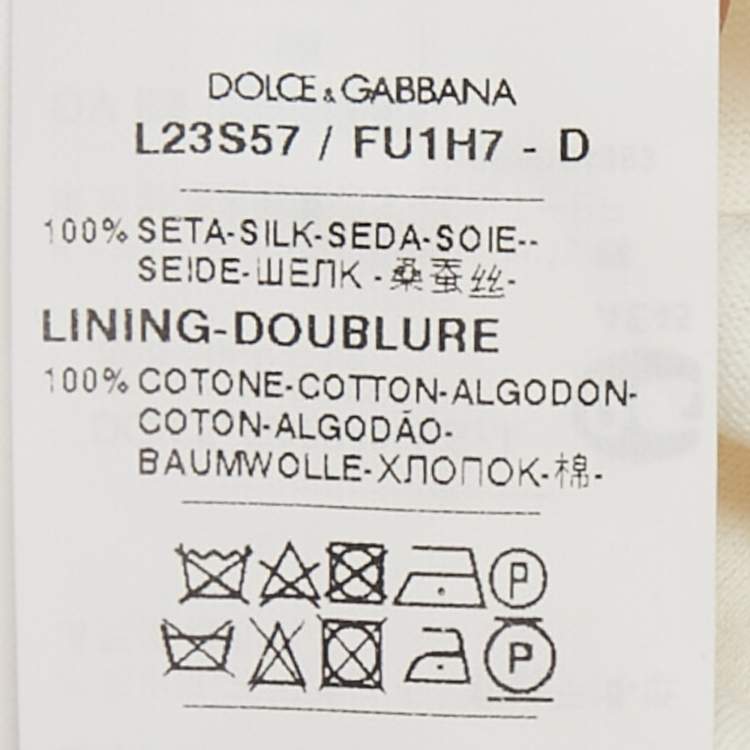 DOLCE & GABBANA
L23S57 / FU1H7 - D
100% SETA-SILK-SEDA-SOIE--
SEIDE-ШЕЛК -桑蚕丝-
LINING-DOUBLURE
100% COTONE-COTTON-ALGODON-
COTON-ALGODÃO-
BAUMWOLLE-ХЛОПОК-棉-
P
P